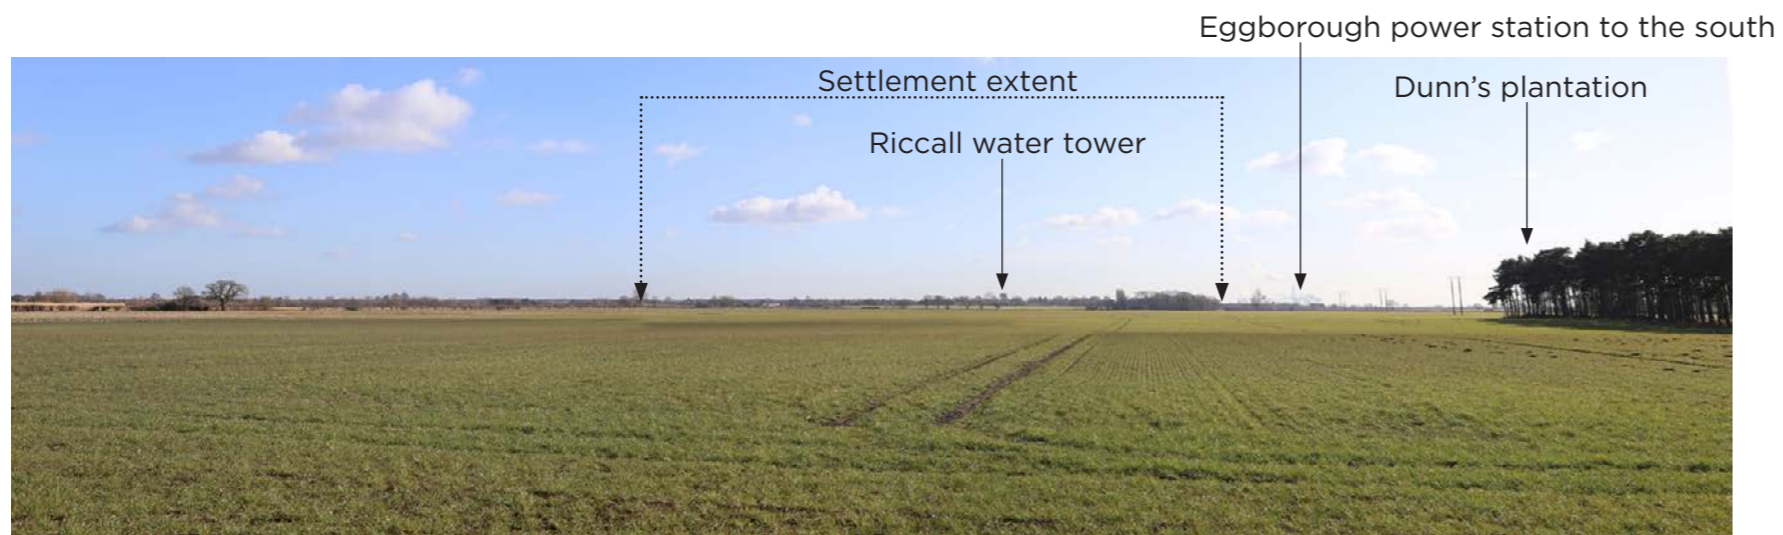 Eggborough power station to the south
Settlement extent
Dunn's plantation
Riccall water tower